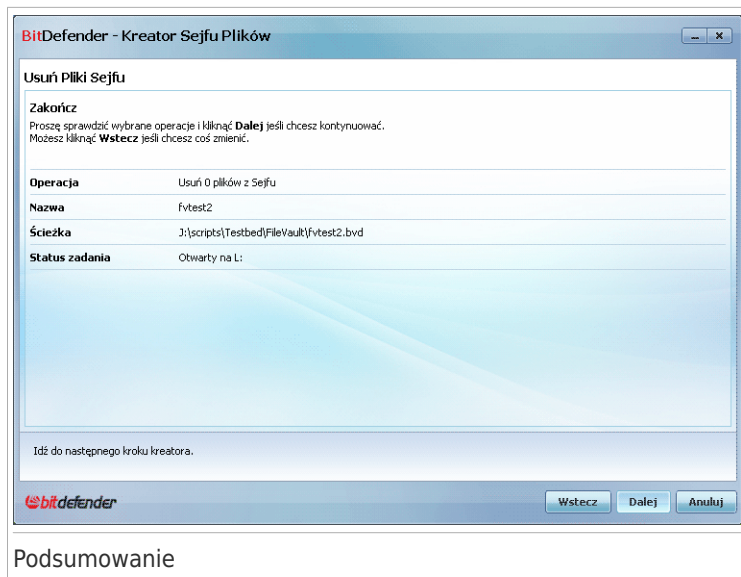 BitDefender - Kreator Sejfu Plików
Usuń Pliki Sejfu
Zakończ
Proszę sprawdzić wybrane operacje i kliknąć Dalej jeśli chcesz kontynuować.
Możesz kliknąć Wstecz jeśli chcesz coś zmienić.
Operacja Usuń 0 plików z Sejfu
Nazwa fvtest2
Ścieżka J:\scripts\Testbed\FileVault\fvtest2.bvd
Status zadania Otwarty na L:
Idź do następnego kroku kreatora.
bitdefender
Wstecz Dalej Anuluj
Podsumowanie